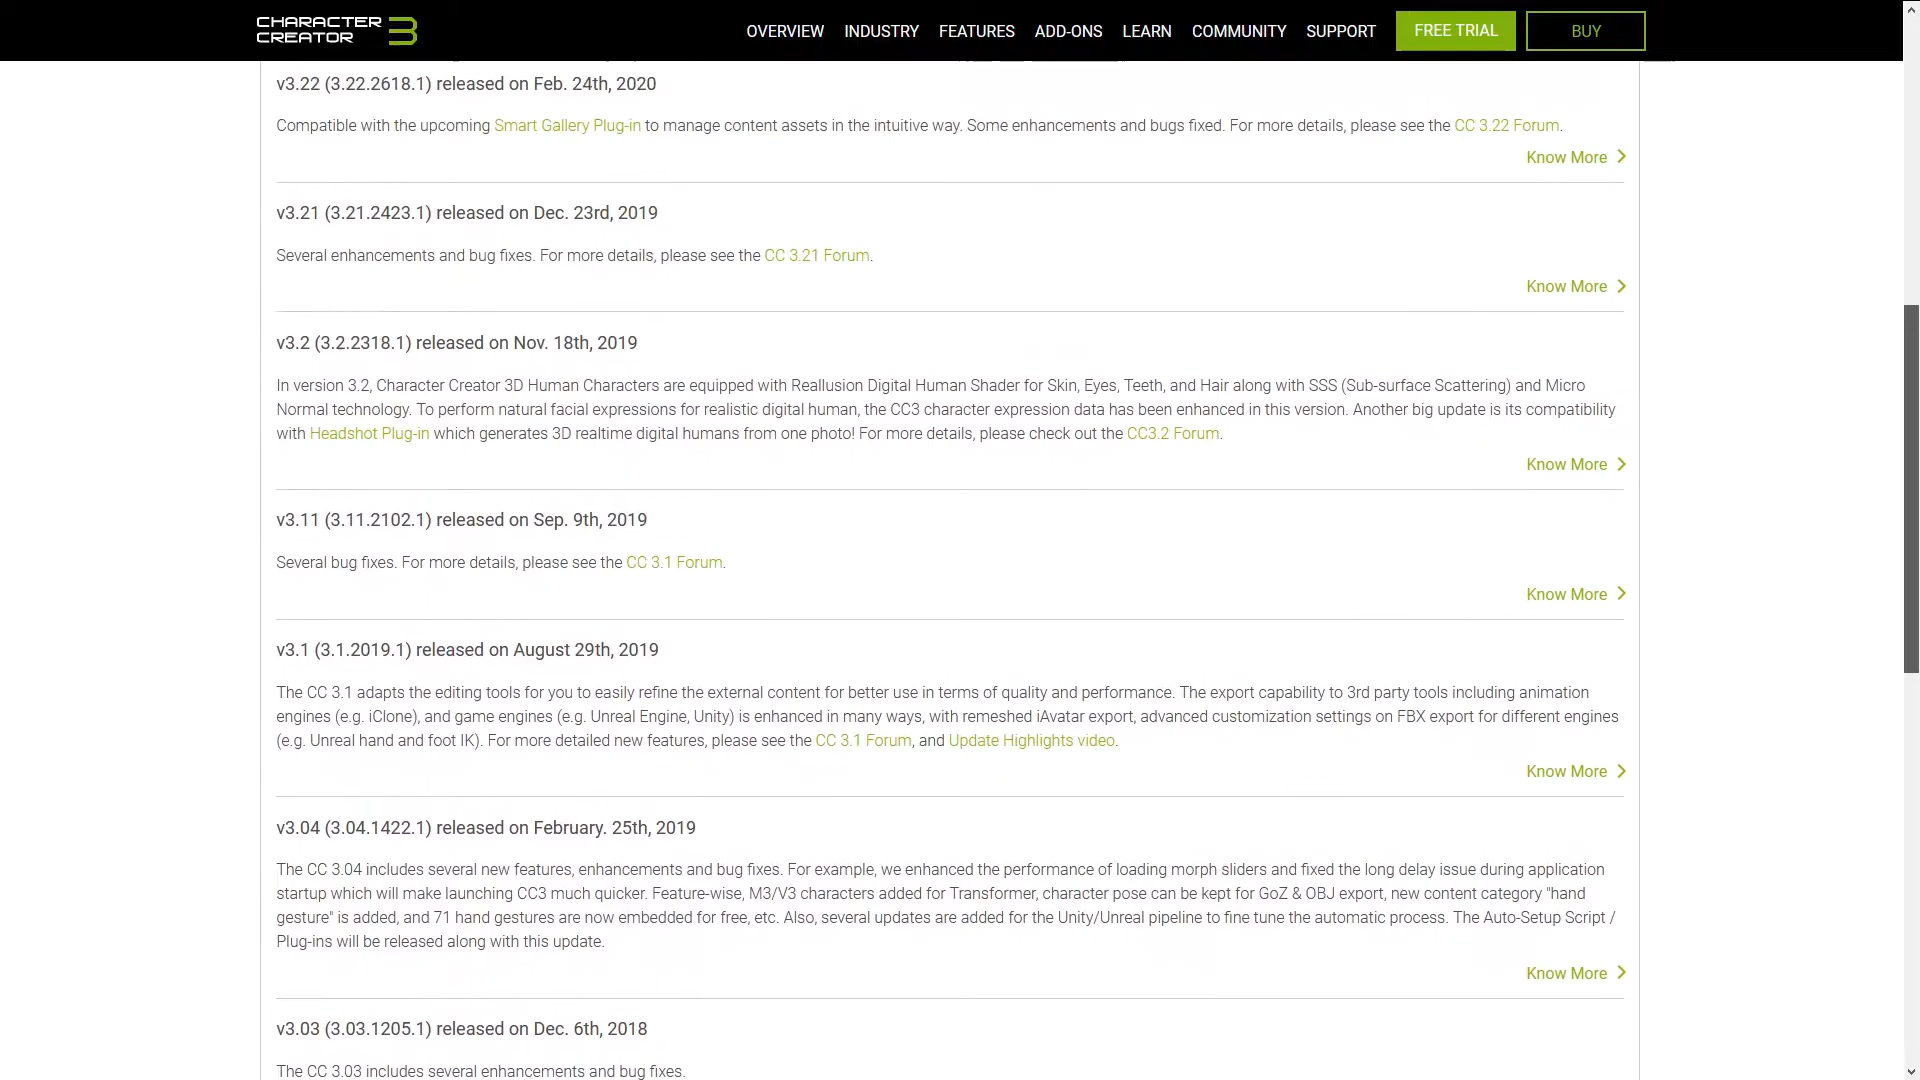 CHARACTER
CREATOR 3
OVERVIEW INDUSTRY FEATURES ADD-ONS LEARN COMMUNITY SUPPORT FREE TRIAL BUY
v3.22 (3.22.2618.1) released on Feb. 24th, 2020
Compatible with the upcoming Smart Gallery Plug-in to manage content assets in the intuitive way. Some enhancements and bugs fixed. For more details, please see the CC 3.22 Forum.
Know More
v3.21 (3.21.2423.1) released on Dec. 23rd, 2019
Several enhancements and bug fixes. For more details, please see the CC 3.21 Forum.
Know More
v3.2 (3.2.2318.1) released on Nov. 18th, 2019
In version 3.2, Character Creator 3D Human Characters are equipped with Reallusion Digital Human Shader for Skin, Eyes, Teeth, and Hair along with SSS (Sub-surface Scattering) and Micro
Normal technology. To perform natural facial expressions for realistic digital human, the CC3 character expression data has been enhanced in this version. Another big update is its compatibility
with Headshot Plug-in which generates 3D realtime digital humans from one photo! For more details, please check out the CC3.2 Forum.
Know More
v3.11 (3.11.2102.1) released on Sep. 9th, 2019
Several bug fixes. For more details, please see the CC 3.1 Forum.
Know More
v3.1 (3.1.2019.1) released on August 29th, 2019
The CC 3.1 adapts the editing tools for you to easily refine the external content for better use in terms of quality and performance. The export capability to 3rd party tools including animation
engines (e.g. iClone), and game engines (e.g. Unreal Engine, Unity) is enhanced in many ways, with remeshed iAvatar export, advanced customization settings on FBX export for different engines
(e.g. Unreal hand and foot IK). For more detailed new features, please see the CC 3.1 Forum, and Update Highlights video.
Know More
v3.04 (3.04.1422.1) released on February. 25th, 2019
The CC 3.04 includes several new features, enhancements and bug fixes. For example, we enhanced the performance of loading morph sliders and fixed the long delay issue during application
startup which will make launching CC3 much quicker. Feature-wise, M3/V3 characters added for Transformer, character pose can be kept for GoZ & OBJ export, new content category "hand
gesture" is added, and 71 hand gestures are now embedded for free, etc. Also, several updates are added for the Unity/Unreal pipeline to fine tune the automatic process. The Auto-Setup Script /
Plug-ins will be released along with this update.
Know More
v3.03 (3.03.1205.1) released on Dec. 6th, 2018
The CC 3.03 includes several enhancements and bug fixes.